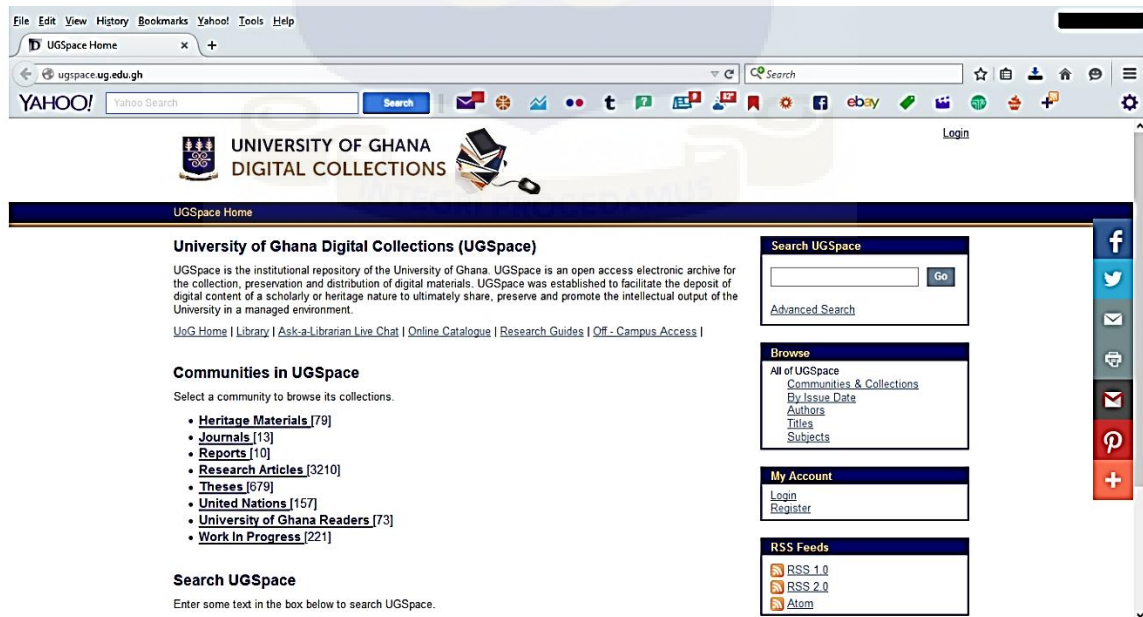 File Edit View History Bookmarks Yahoo! Tools Help
UGSpace Home × +
ugspace.ug.edu.gh
Search
YAHOO! Yahoo Search Search
ebay
Login
UNIVERSITY OF GHANA
DIGITAL COLLECTIONS
INTEGRI PROCEDAMUS
UGSpace Home
University of Ghana Digital Collections (UGSpace)
UGSpace is the institutional repository of the University of Ghana. UGSpace is an open access electronic archive for
the collection, preservation and distribution of digital materials. UGSpace was established to facilitate the deposit of
digital content of a scholarly or heritage nature to ultimately share, preserve and promote the intellectual output of the
University in a managed environment.
UoG Home | Library | Ask-a-Librarian Live Chat | Online Catalogue | Research Guides | Off - Campus Access |
Communities in UGSpace
Select a community to browse its collections.
• Heritage Materials [79]
• Journals [13]
• Reports [10]
• Research Articles [3210]
• Theses [679]
• United Nations [157]
• University of Ghana Readers [73]
• Work In Progress [221]
Search UGSpace
Enter some text in the box below to search UGSpace.
Search UGSpace
Go
Advanced Search
Browse
All of UGSpace
Communities & Collections
By Issue Date
Authors
Titles
Subjects
My Account
Login
Register
RSS Feeds
RSS 1.0
RSS 2.0
Atom